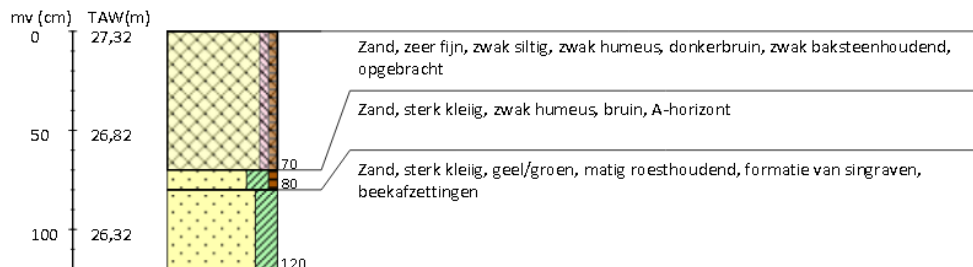 mv (cm) TAW(m)
0 27,32
Zand, zeer fijn, zwak siltig, zwak humeus, donkerbruin, zwak baksteenhoudend,
opgebracht
Zand, sterk kleiig, zwak humeus, bruin, A-horizont
50 26,82
70
Zand, sterk kleiig, geel/groen, matig roesthoudend, formatie van singraven,
beekafzettingen
80
100 26,32
120